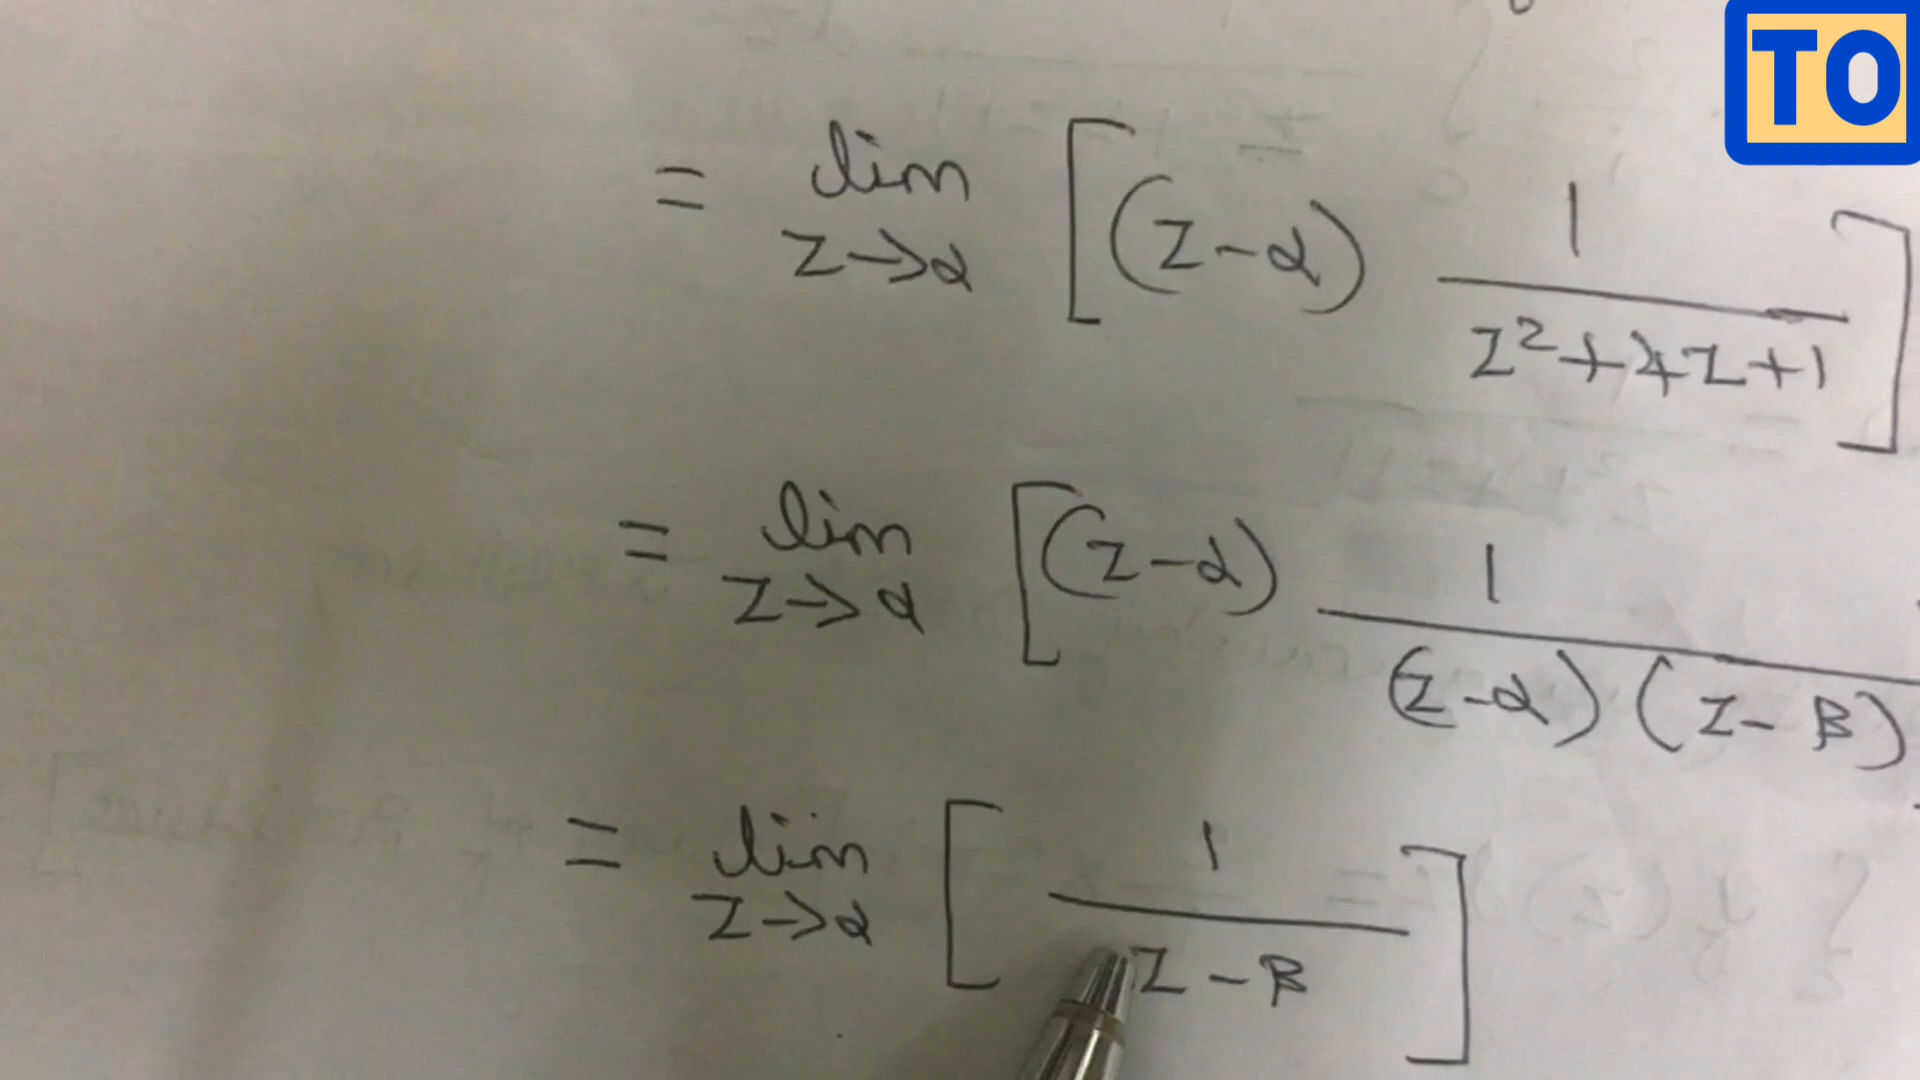 TO
= lim z→α [(z-α) 1/(z²+4z+1)]
= lim z→α [(z-α) 1/((z-α)(z-β))
= lim z→α [1/(z-β)]